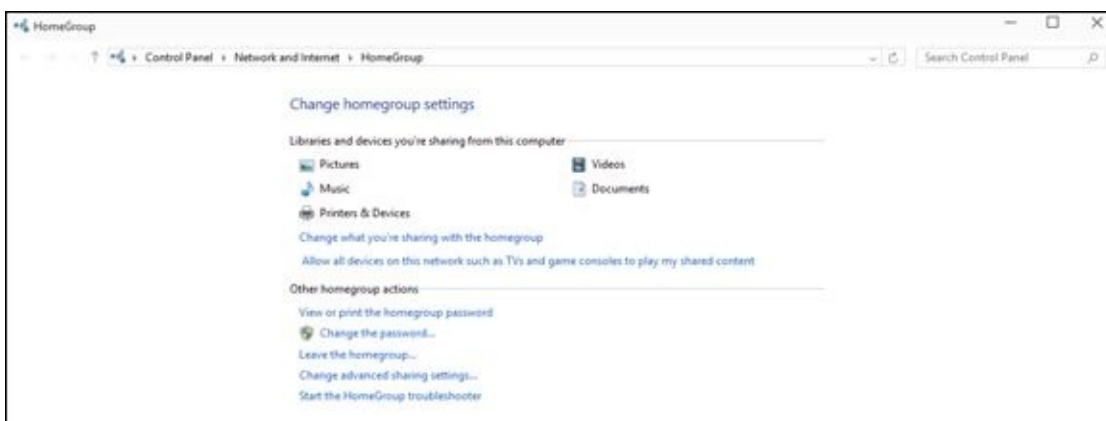 HomeGroup
Control Panel Network and Internet HomeGroup Search Control Panel
Change homegroup settings
Libraries and devices you're sharing from this computer
Pictures Videos
Music Documents
Printers & Devices
Change what you're sharing with the homegroup
Allow all devices on this network such as TVs and game consoles to play my shared content
Other homegroup actions
View or print the homegroup password
Change the password...
Leave the homegroup...
Change advanced sharing settings...
Start the HomeGroup troubleshooter